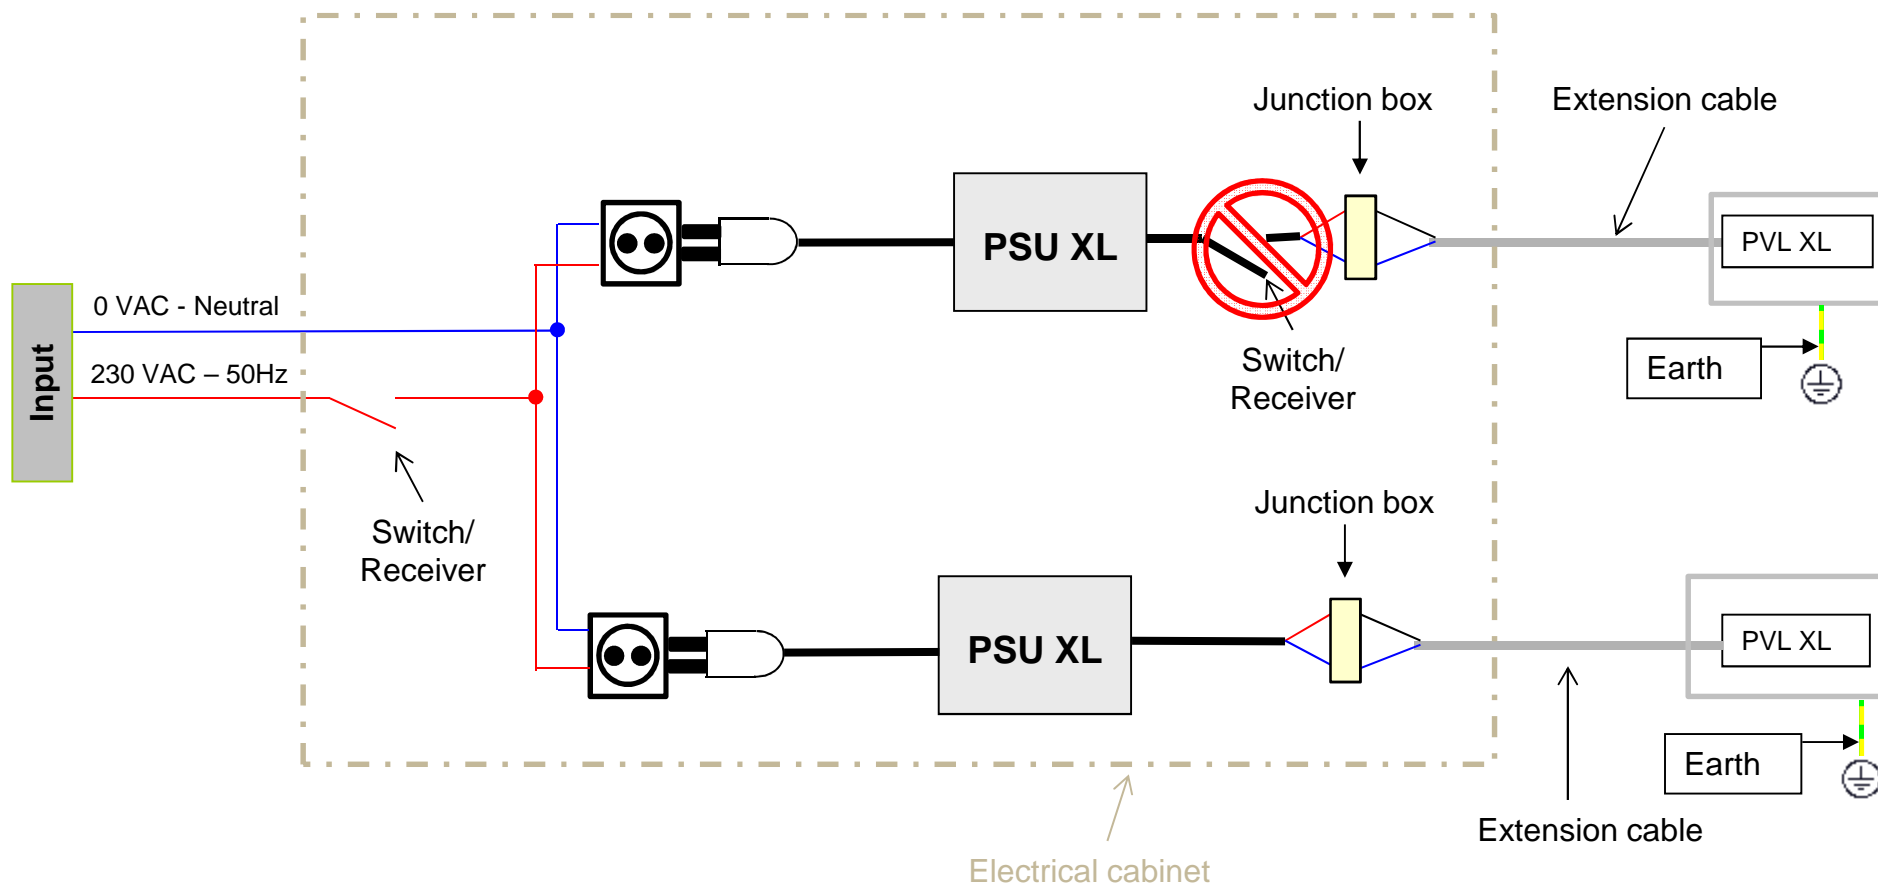 Junction box
Extension cable
PSU XL
PVL XL
0 VAC - Neutral
230 VAC – 50Hz
Input
Switch/
Receiver
Earth
Switch/
Receiver
Junction box
PSU XL
PVL XL
Earth
Extension cable
Electrical cabinet